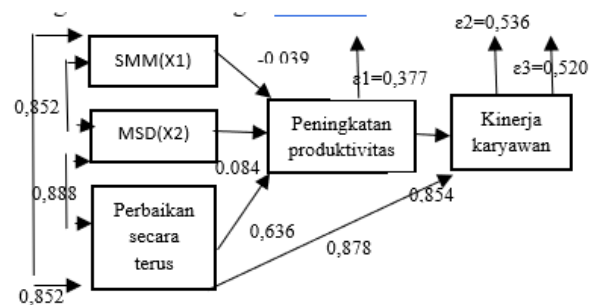 ε2=0,536
SMM(X1)
-0.039
ε1=0,377
ε3=0,520
0,852
MSD(X2)
Peningkatan
produktivitas
Kinerja
karyawan
0.084
0,854
0,888
Perbaikan
secara
terus
0,636
0,878
0,852